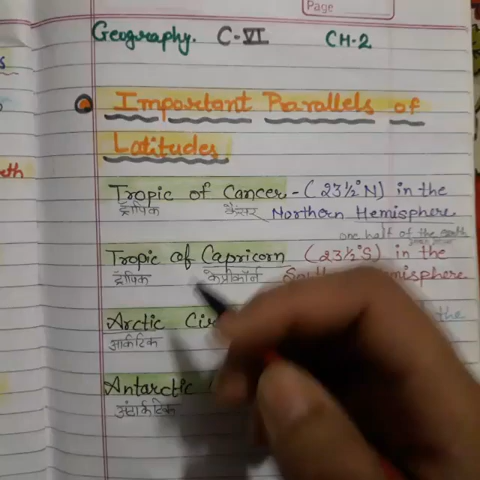 Page
Geography. C-VI CH-2
Important Parallels of
Latitudes
Tropic of Cancer - (23½°N) in the
ट्रॉपिक कैंसर Northern Hemisphere
one half of the earth
Tropic of Capricorn (23½°S) in the
ट्रॉपिक केप्रीकॉर्न Hemisphere
Arctic the
आर्कटिक
Antarctic
अंटार्कटिक